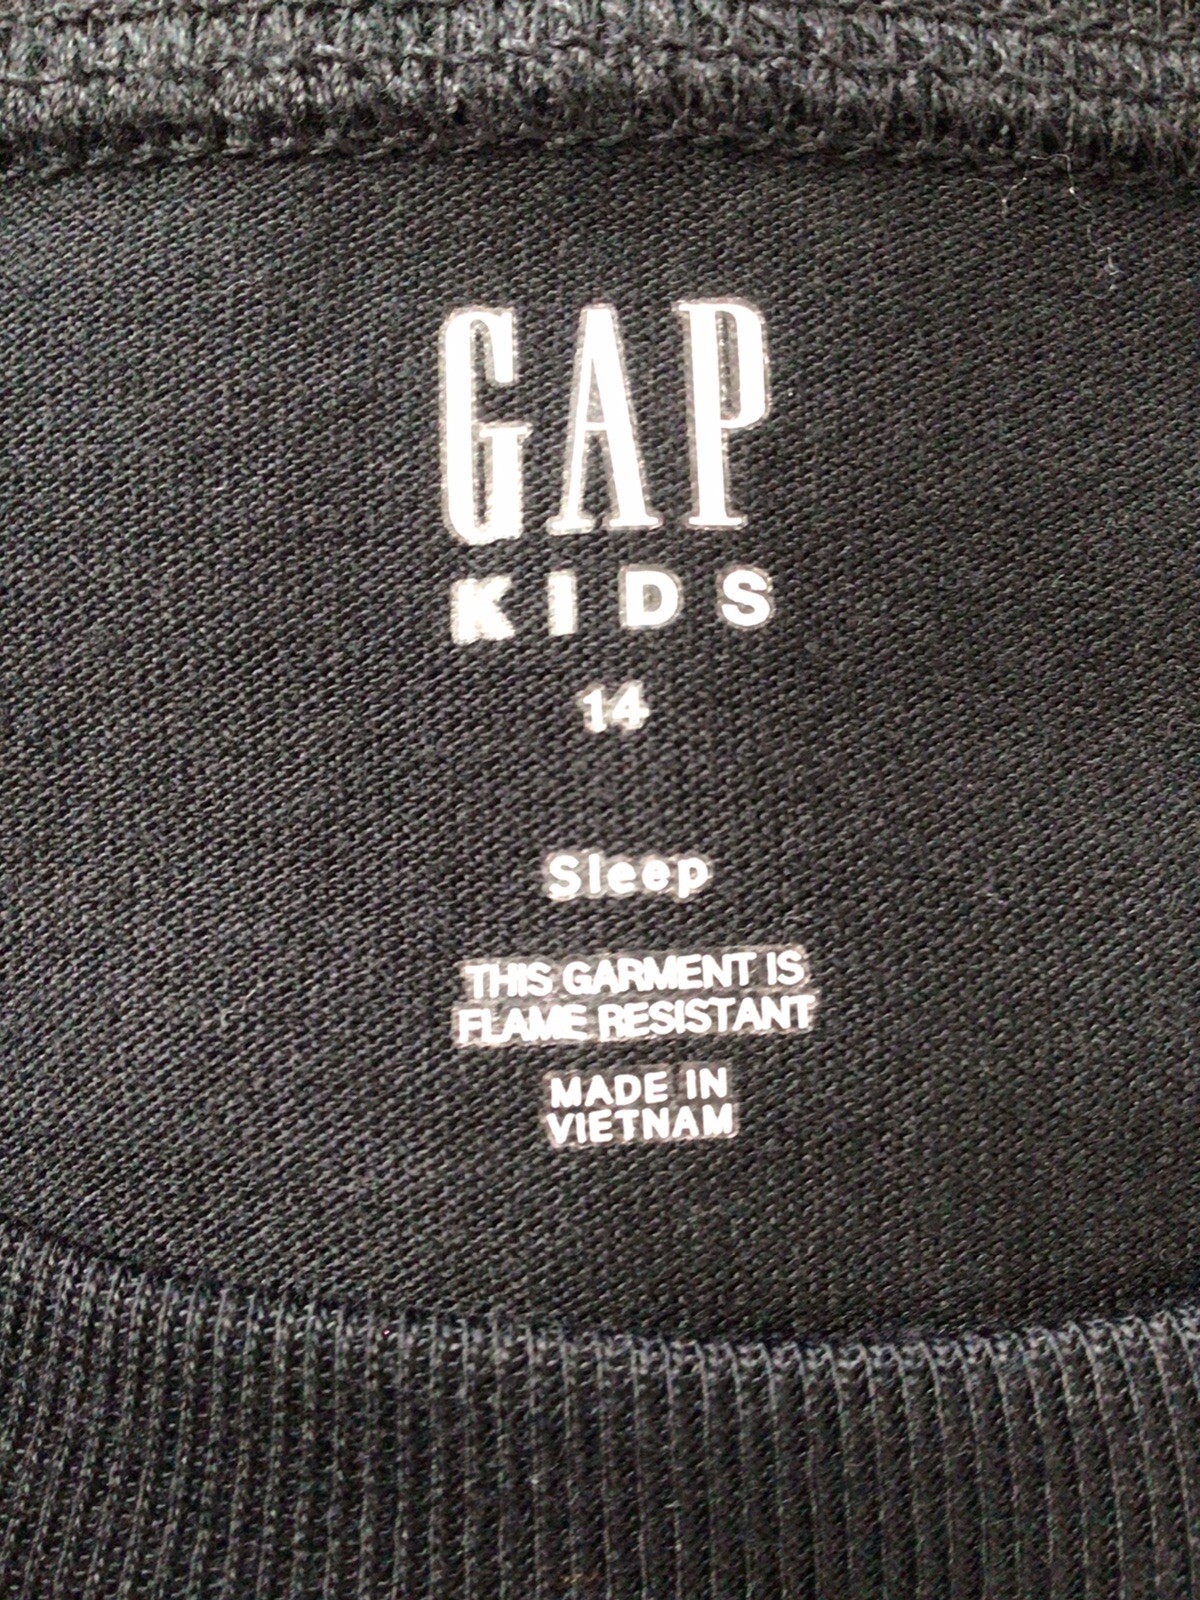 GAP
KIDS
14
Sleep
THIS GARMENT IS
FLAME RESISTANT
MADE IN
VIETNAM